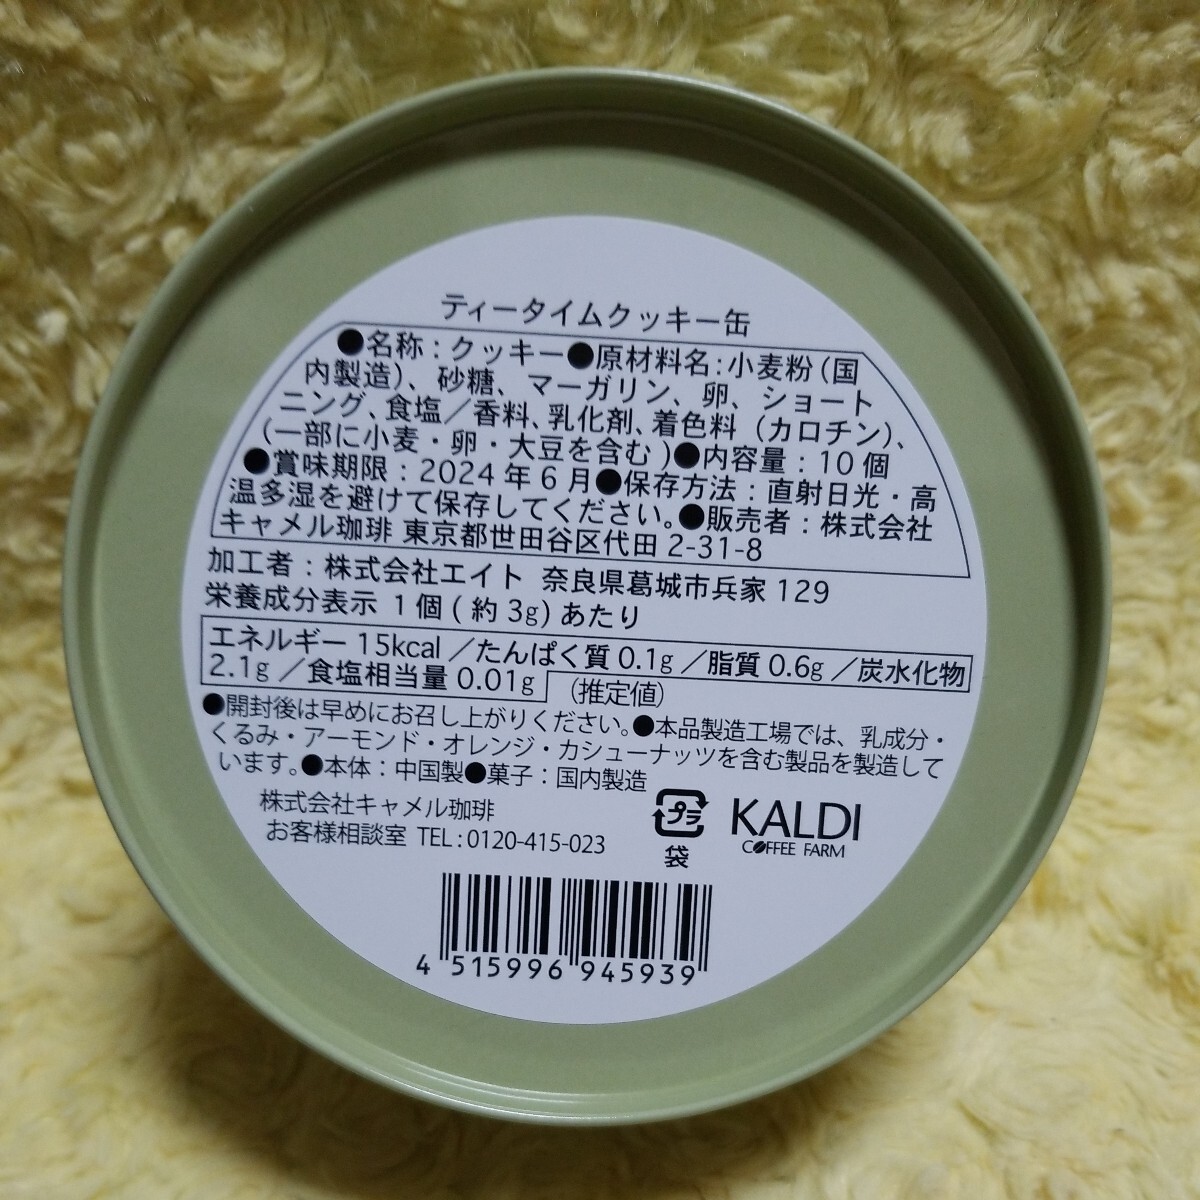 ティータイムクッキー缶
●名称：クッキー●原材料名：小麦粉（国
内製造）、砂糖、マーガリン、卵、ショート
ニング、食塩／香料、乳化剤、着色料（カロチン）、
（一部に小麦・卵・大豆を含む）●内容量：10個
●賞味期限：2024年6月●保存方法：直射日光・高
温多湿を避けて保存してください。●販売者：株式会社
キャメル珈琲 東京都世田谷区代田2-31-8
加工者：株式会社エイト 奈良県葛城市兵家129
栄養成分表示 1個(約3g)あたり
エネルギー15kcal／たんぱく質0.1g／脂質0.6g／炭水化物
2.1g／食塩相当量0.01g （推定値）
●開封後は早めにお召し上がりください。●本品製造工場では、乳成分・
くるみ・アーモンド・オレンジ・カシューナッツを含む製品を製造して
います。●本体：中国製●菓子：国内製造
株式会社キャメル珈琲
お客様相談室 TEL：0120-415-023
プラ
袋
KALDI
COFFEE FARM
4 515996 945939